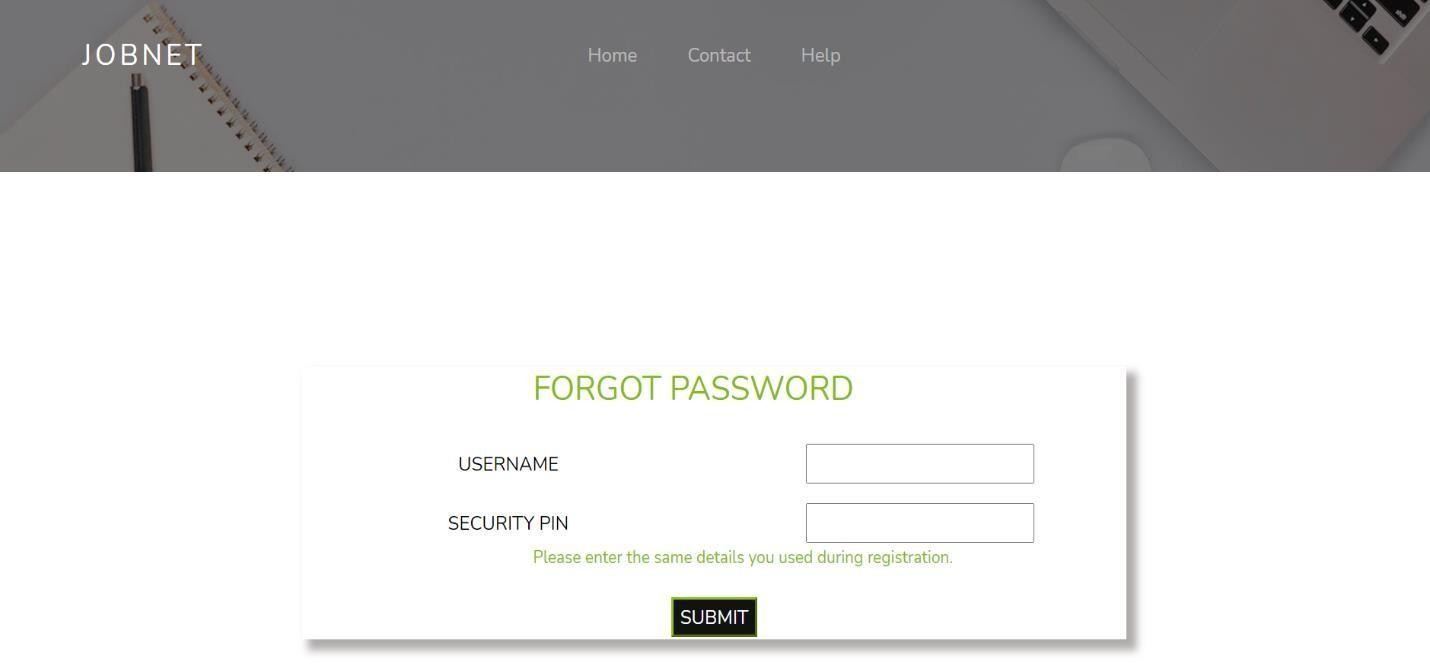 JOBNET
Home Contact Help
FORGOT PASSWORD
USERNAME
SECURITY PIN
Please enter the same details you used during registration.
SUBMIT